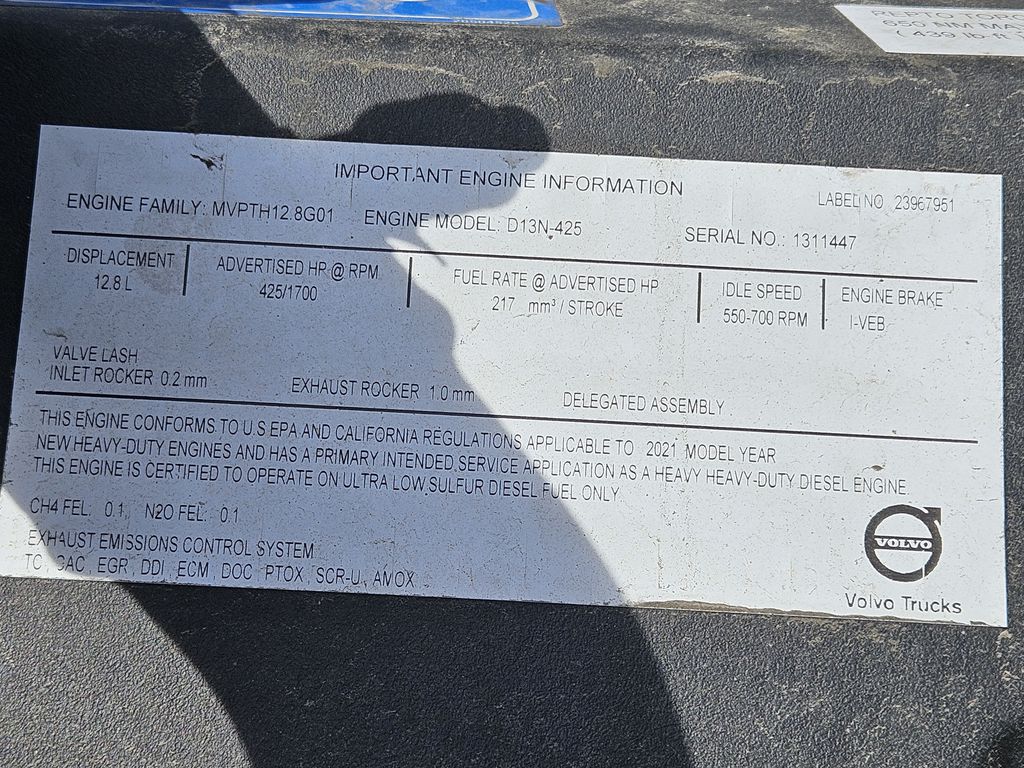 650 NM M
( 439 lb-ft
IMPORTANT ENGINE INFORMATION
LABEL NO 23967951
ENGINE FAMILY: MVPTH12.8G01 ENGINE MODEL: D13N-425 SERIAL NO.: 1311447
DISPLACEMENT ADVERTISED HP @ RPM FUEL RATE @ ADVERTISED HP IDLE SPEED ENGINE BRAKE
12.8 L 425/1700 217 mm³ / STROKE 550-700 RPM I-VEB
VALVE LASH
INLET ROCKER 0.2 mm EXHAUST ROCKER 1.0 mm DELEGATED ASSEMBLY
THIS ENGINE CONFORMS TO U.S EPA AND CALIFORNIA REGULATIONS APPLICABLE TO 2021 MODEL YEAR
NEW HEAVY-DUTY ENGINES AND HAS A PRIMARY INTENDED SERVICE APPLICATION AS A HEAVY HEAVY-DUTY DIESEL ENGINE.
THIS ENGINE IS CERTIFIED TO OPERATE ON ULTRA LOW SULFUR DIESEL FUEL ONLY.
CH4 FEL: 0.1 N2O FEL: 0.1
EXHAUST EMISSIONS CONTROL SYSTEM
TC, CAC, EGR, DDI, ECM, DOC, PTOX, SCR-U, AMOX
VOLVO
Volvo Trucks